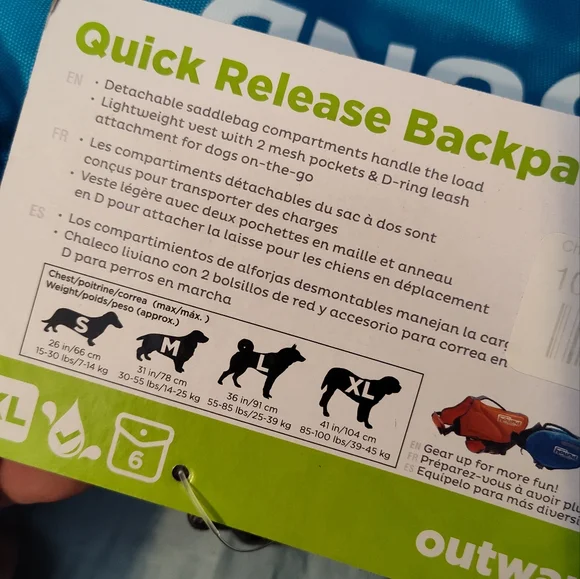 Quick Release
EN
• Detachable saddlebag compartments handle the load
• Lightweight vest with 2 mesh pockets & D-ring leash
attachment for dogs on-the-go
FR
• Les compartiments détachables du sac à dos sont
conçus pour transporter des charges
• Veste légère avec deux pochettes en maille et anneau
en D pour attacher la laisse pour les chiens en déplacement
ES
• Los compartimientos de alforjas desmontables manejan la
• Chaleco liviano con 2 bolsillos de red y accesorio para correa en
D para perros en marcha
Chest/poitrine/correa (max/máx. )
Weight/poids/peso (approx.)
S
26 in/66 cm
15-30 lbs/7-14 kg
M
31 in/78 cm
30-55 lbs/14-25 kg
L
36 in/91 cm
55-85 lbs/25-39 kg
XL
41 in/104 cm
85-100 lbs/39-45 kg
6
EN Gear up for more fun!
FR Préparez-vous à avoir
ES Equípelo para más